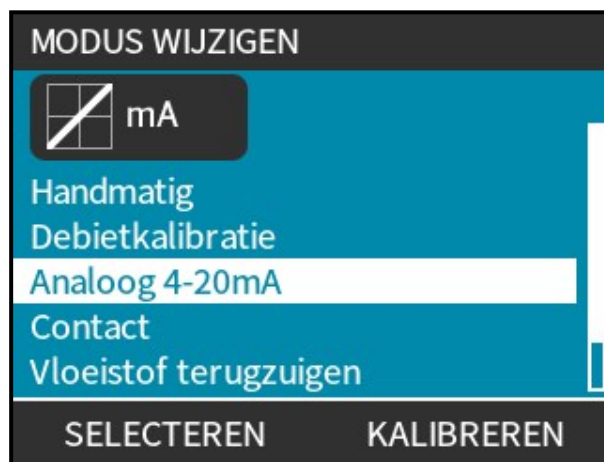 MODUS WIJZIGEN
mA
Handmatig
Debietkalibratie
Analoog 4-20mA
Contact
Vloeistof terugzuigen
SELECTEREN KALIBREREN